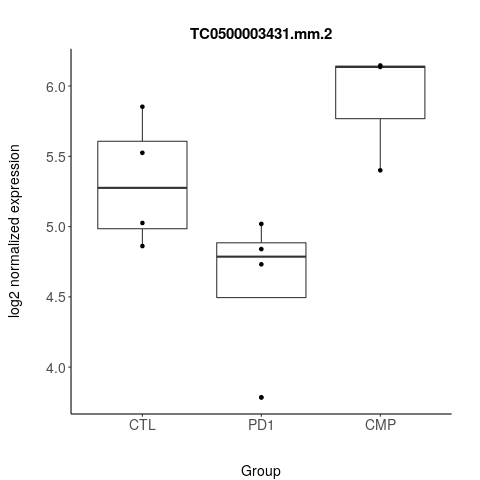 TC0500003431.mm.2
log2 normalized expression
6.0
5.5
5.0
4.5
4.0
CTL PD1 CMP
Group